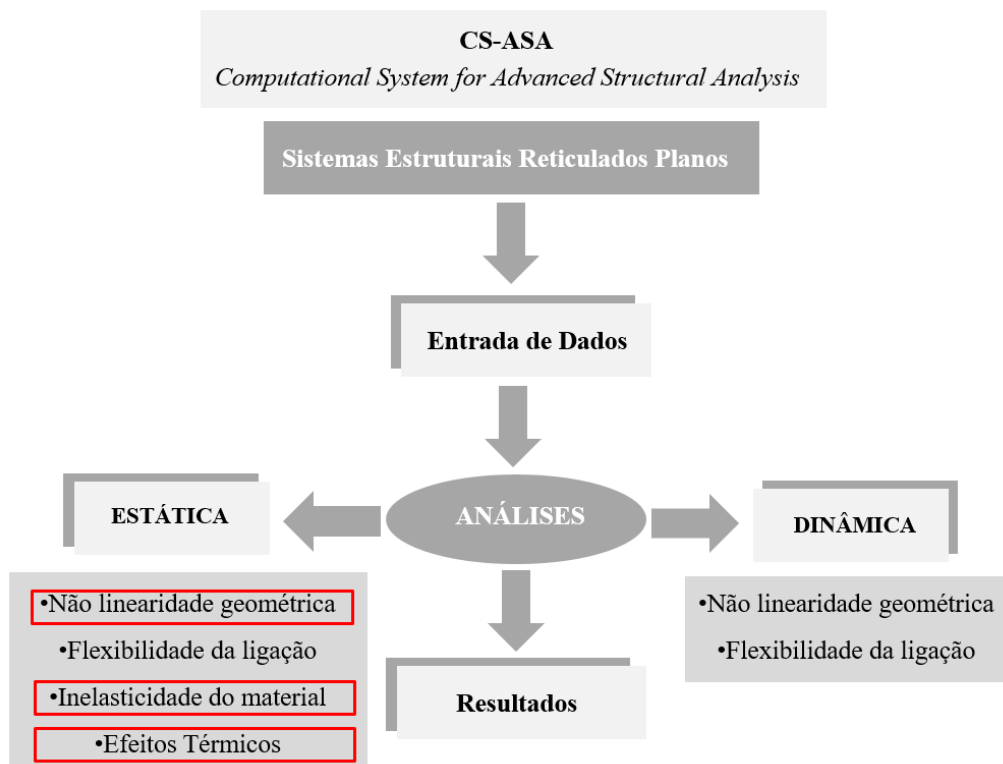 CS-ASA
Computational System for Advanced Structural Analysis
Sistemas Estruturais Reticulados Planos
Entrada de Dados
ANÁLISES
ESTÁTICA
•Não linearidade geométrica
•Flexibilidade da ligação
•Inelasticidade do material
•Efeitos Térmicos
DINÂMICA
•Não linearidade geométrica
•Flexibilidade da ligação
Resultados